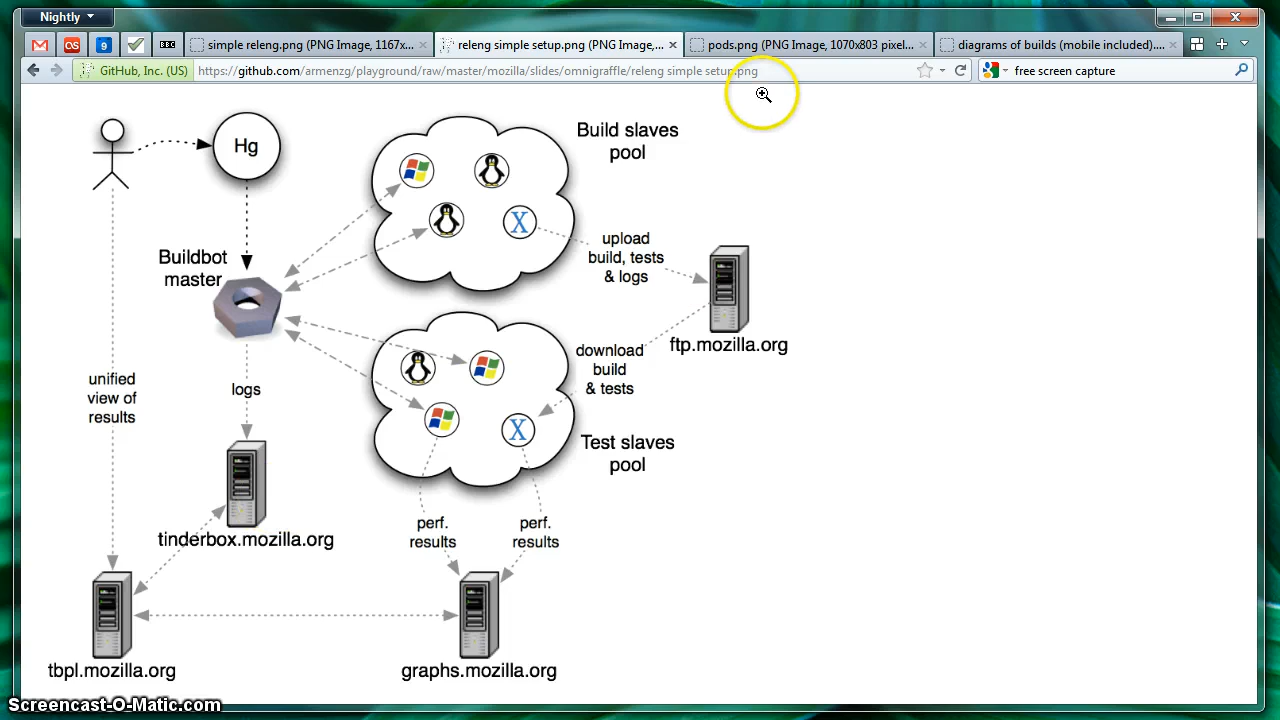 Nightly
simple releng.png (PNG Image, 1167x...
releng simple setup.png (PNG Image,...
pods.png (PNG Image, 1070x803 pixel...
diagrams of builds (mobile included)....
GitHub, Inc. (US)
https://github.com/armenzg/playground/raw/master/mozilla/slides/omnigraffle/releng simple setup.png
free screen capture
Hg
Build slaves
pool
Buildbot
master
upload
build, tests
& logs
ftp.mozilla.org
download
build
& tests
unified
view of
results
logs
Test slaves
pool
tinderbox.mozilla.org
perf.
results
perf.
results
tbpl.mozilla.org
graphs.mozilla.org
Screencast-O-Matic.com